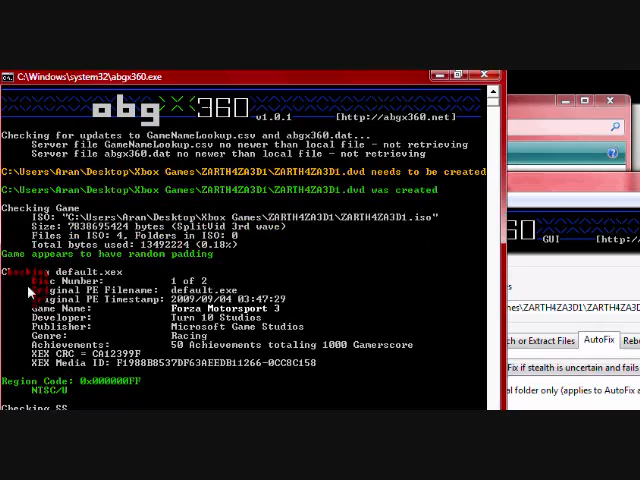 C:\Windows\system32\abgx360.exe
abgx360 v1.0.1 [http://abgx360.net]
Checking for updates to GameNameLookup.csv and abgx360.dat...
Server file GameNameLookup.csv no newer than local file - not retrieving
Server file abgx360.dat no newer than local file - not retrieving
C:\Users\Aran\Desktop\Xbox Games\ZARTH4ZA3D1\ZARTH4ZA3D1.dvd needs to be created
C:\Users\Aran\Desktop\Xbox Games\ZARTH4ZA3D1\ZARTH4ZA3D1.dvd was created
Checking Game
ISO: "C:\Users\Aran\Desktop\Xbox Games\ZARTH4ZA3D1\ZARTH4ZA3D1.iso"
Size: 7838695424 bytes (SplitVid 3rd wave)
Files in ISO: 4, Folders in ISO: 0
Total bytes used: 13492224 (0.18%)
Game appears to have random padding
Checking default.xex
Disc Number: 1 of 2
Original PE Filename: default.exe
Original PE Timestamp: 2009/09/04 03:47:29
Game Name: Forza Motorsport 3
Developer: Turn 10 Studios
Publisher: Microsoft Game Studios
Genre: Racing
Achievements: 50 Achievements totaling 1000 Gamerscore
XEX CRC = CA12399F
XEX Media ID: F1988B8537DF63AEEDB11266-0CC8C158
Region Code: 0x000000FF
NTSC/U
Checking SS
60 GUI [http:/
es\ZARTH4ZA3D1\ZARTH4ZA3D
ch or Extract Files AutoFix Reb
Fix if stealth is uncertain and fails
al folder only (applies to AutoFix a